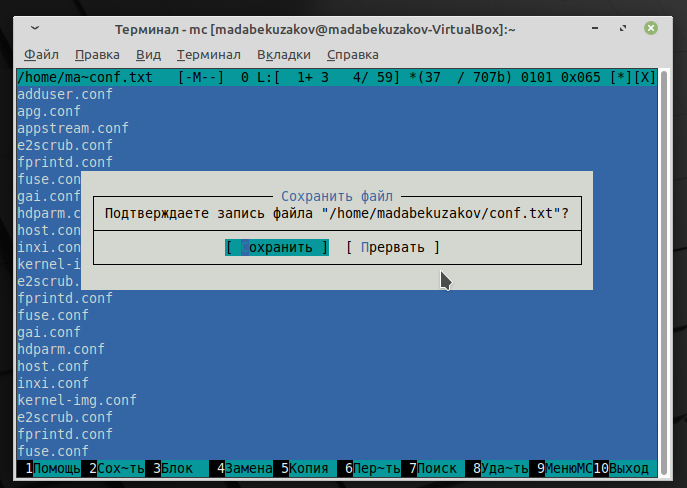 Терминал - mc [madabekuzakov@madabekuzakov-VirtualBox]:~
Файл Правка Вид Терминал Вкладки Справка
/home/ma~conf.txt [-M--] 0 L:[ 1+ 3 4/ 59] *(37 / 707b) 0101 0x065 [*][X]
adduser.conf
apg.conf
appstream.conf
e2scrub.conf
fprintd.conf
fuse.con
gai.conf
hdparm.c
host.con
inxi.con
kernel-i
e2scrub.
Сохранить файл
Подтверждаете запись файла "/home/madabekuzakov/conf.txt"?
[ Сохранить ] [ Прервать ]
fprintd.conf
fuse.conf
gai.conf
hdparm.conf
host.conf
inxi.conf
kernel-img.conf
e2scrub.conf
fprintd.conf
fuse.conf
1Помощь 2Сох~ть 3Блок 4Замена 5Копия 6Пер~ть 7Поиск 8Уда~ть 9МенюMC 10Выход